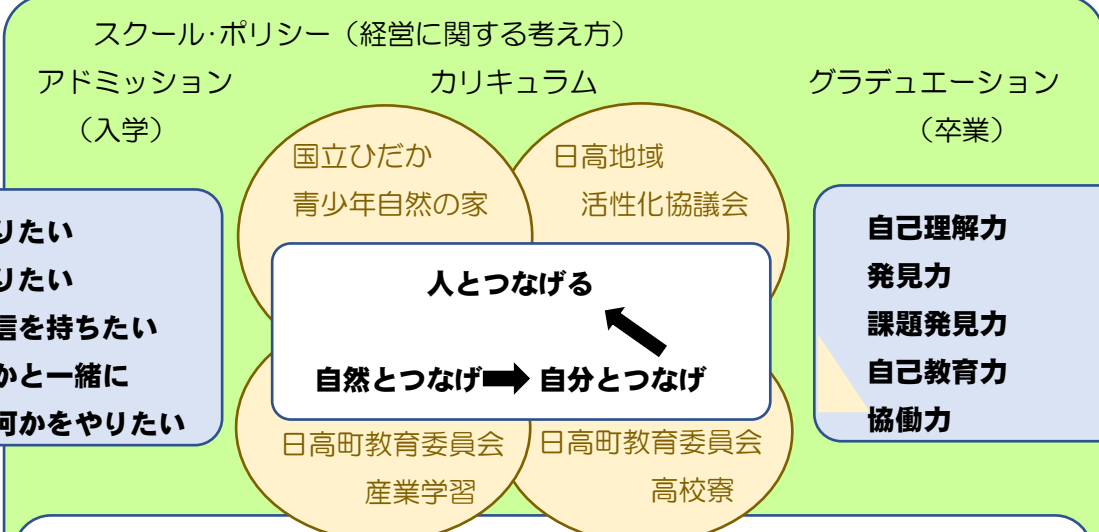 スクール・ポリシー（経営に関する考え方）
アドミッション
（入学）
カリキュラム
グラデュエーション
（卒業）
国立ひだか
青少年自然の家
日高地域
活性化協議会
りたい
りたい
信を持ちたい
かと一緒に
何かをやりたい
人とつなげる
自然とつなげ
自分とつなげ
自己理解力
発見力
課題発見力
自己教育力
協働力
日高町教育委員会
産業学習
日高町教育委員会
高校寮